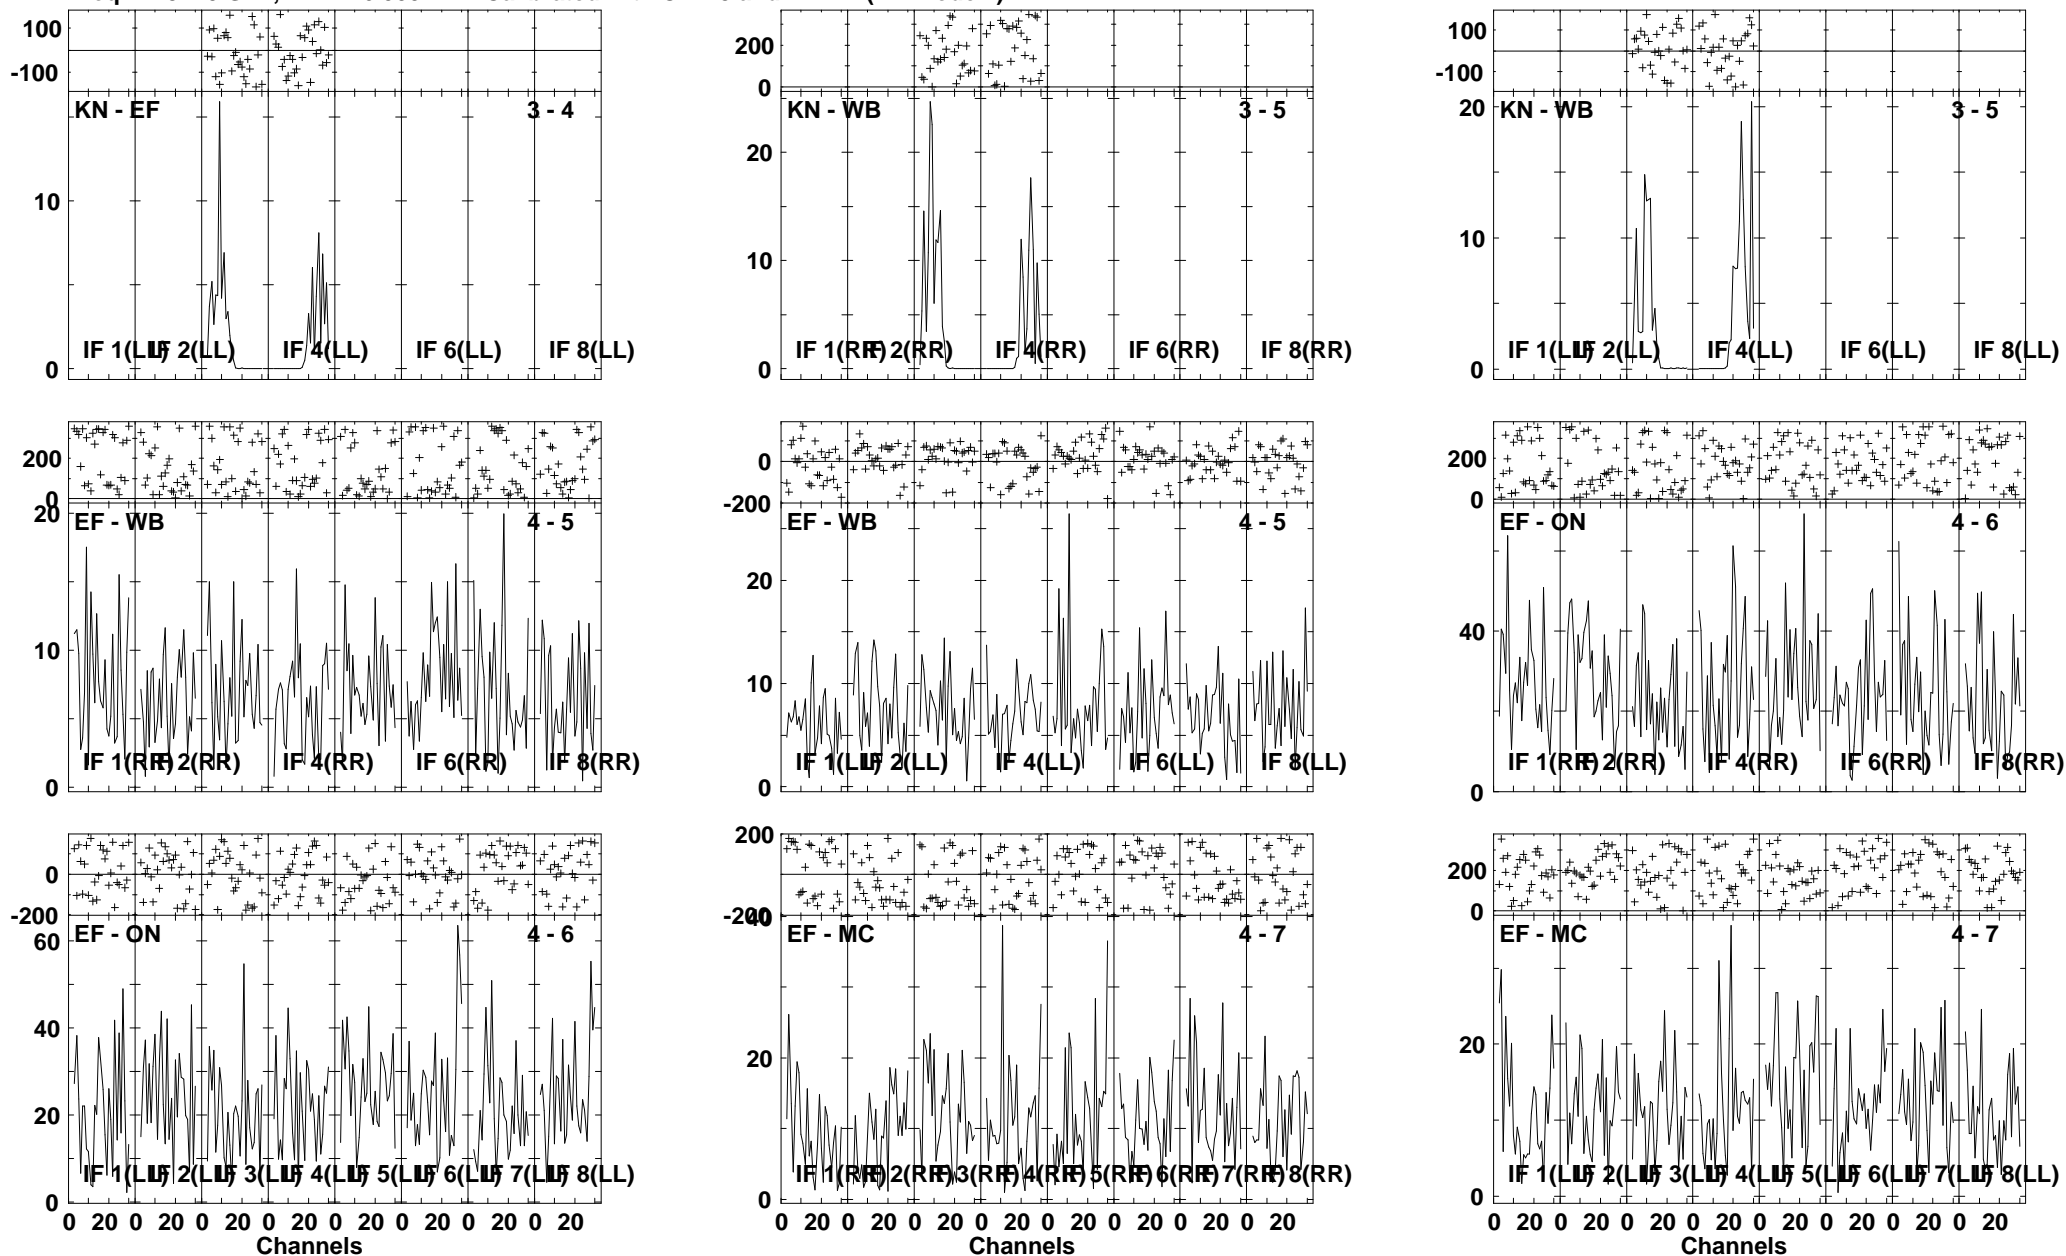 100
-100
KN - EF 3 - 4
10
0
IF 1(LL) IF 2(LL) IF 4(LL) IF 6(LL) IF 8(LL)
200
0
KN - WB 3 - 5
20
10
0
IF 1(RR) IF 2(RR) IF 4(RR) IF 6(RR) IF 8(RR)
100
-100
KN - WB 3 - 5
20
10
0
IF 1(LL) IF 2(LL) IF 4(LL) IF 6(LL) IF 8(LL)
200
0
EF - WB 4 - 5
20
10
0
IF 1(RR) IF 2(RR) IF 4(RR) IF 6(RR) IF 8(RR)
0
-200
EF - WB 4 - 5
20
10
0
IF 1(LL) IF 2(LL) IF 4(LL) IF 6(LL) IF 8(LL)
200
0
EF - ON 4 - 6
40
0
IF 1(RR) IF 2(RR) IF 4(RR) IF 6(RR) IF 8(RR)
200
0
-200
EF - ON 4 - 6
60
40
20
0
IF 1(LL) IF 2(LL) IF 3(LL) IF 4(LL) IF 5(LL) IF 6(LL) IF 7(LL) IF 8(LL)
0 20 0 20 0 20 0 20 0 20 0 20 0 20 0 20
Channels
200
0
-200
EF - MC 4 - 7
40
20
0
IF 1(RR) IF 2(RR) IF 3(RR) IF 4(RR) IF 5(RR) IF 6(RR) IF 7(RR) IF 8(RR)
0 20 0 20 0 20 0 20 0 20 0 20 0 20 0 20
Channels
200
0
EF - MC 4 - 7
20
0
IF 1(LL) IF 2(LL) IF 3(LL) IF 4(LL) IF 5(LL) IF 6(LL) IF 7(LL) IF 8(LL)
0 20 0 20 0 20 0 20 0 20 0 20 0 20 0 20
Channels